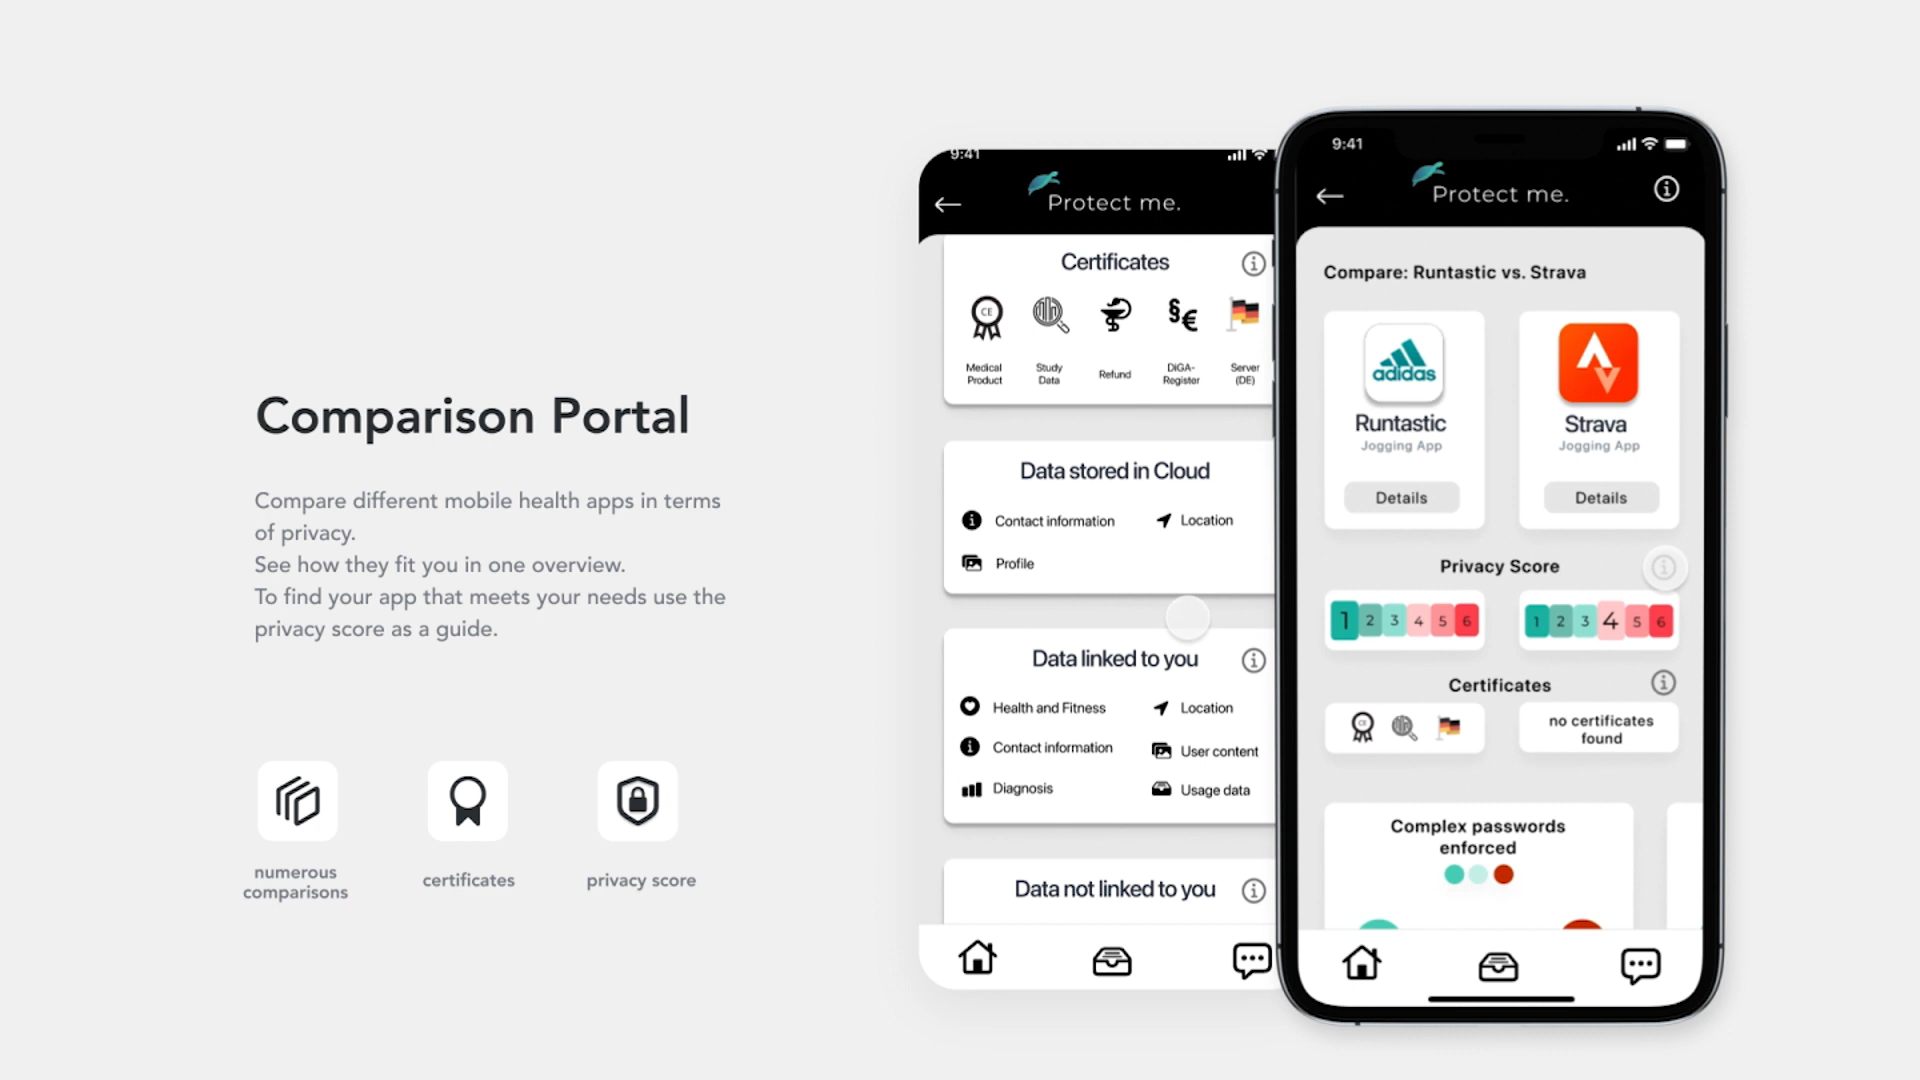 Comparison Portal
Compare different mobile health apps in terms
of privacy.
See how they fit you in one overview.
To find your app that meets your needs use the
privacy score as a guide.
numerous
comparisons
certificates
privacy score
9:41
Protect me.
Certificates
CE
§€
Medical
Product
Study
Data
Refund
DiGA-
Register
Server
(DE)
Data stored in Cloud
Contact information
Location
Profile
Data linked to you
Health and Fitness
Location
Contact information
User content
Diagnosis
Usage data
Data not linked to you
9:41
Protect me.
Compare: Runtastic vs. Strava
adidas
Runtastic
Jogging App
Details
Strava
Jogging App
Details
Privacy Score
1 2 3 4 5 6
1 2 3 4 5 6
Certificates
CE
no certificates
found
Complex passwords
enforced